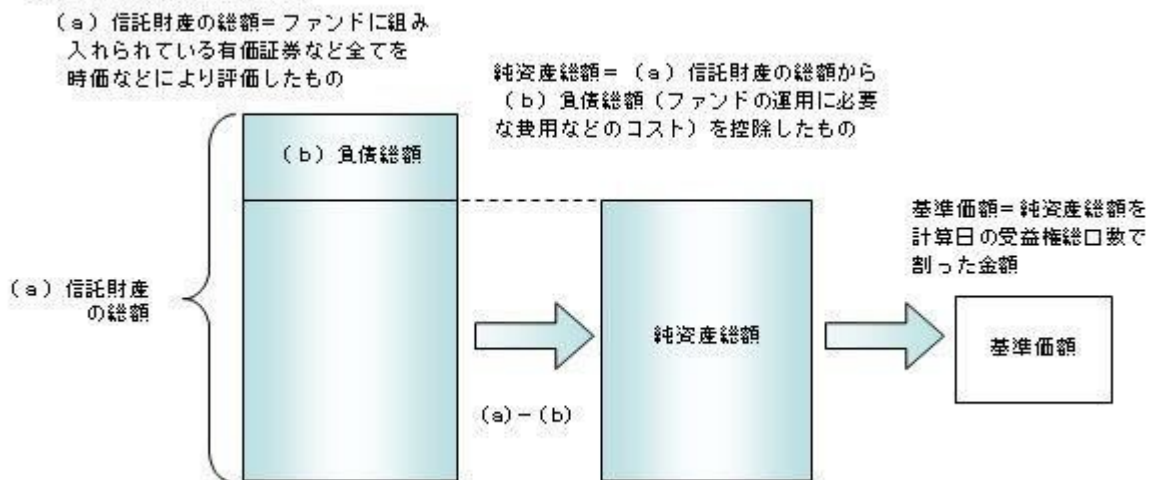 (a) 信託財産の総額=ファンドに組み
入れられている有価証券など全てを
時価などにより評価したもの
純資産総額= (a) 信託財産の総額から
(b) 負債総額(ファンドの運用に必要
な費用などのコスト)を控除したもの
(b) 負債総額
基準価額=純資産総額を
計算日の受益権総口数で
割った金額
(a) 信託財産
の総額
純資産総額
基準価額
(a)-(b)